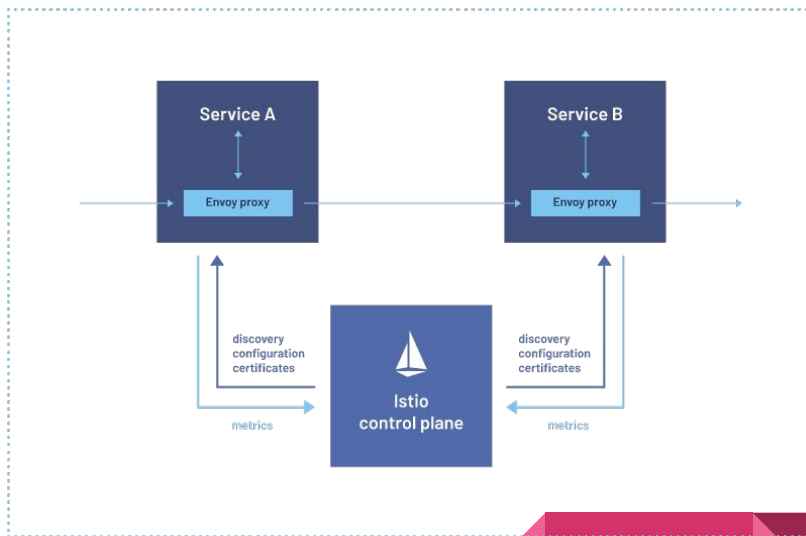 Service A
Service B
Envoy proxy
Envoy proxy
discovery
configuration
certificates
discovery
configuration
certificates
Istio
control plane
metrics
metrics